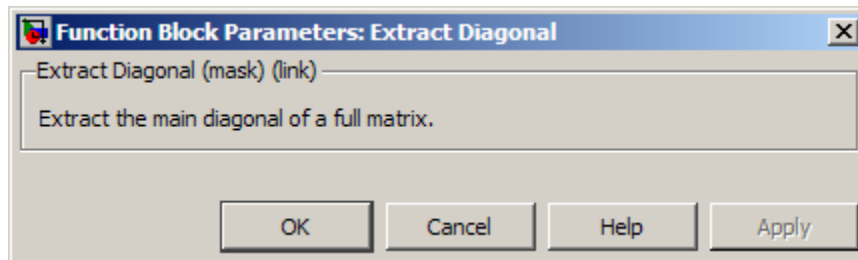 Function Block Parameters: Extract Diagonal
Extract Diagonal (mask) (link)
Extract the main diagonal of a full matrix.
OK Cancel Help Apply